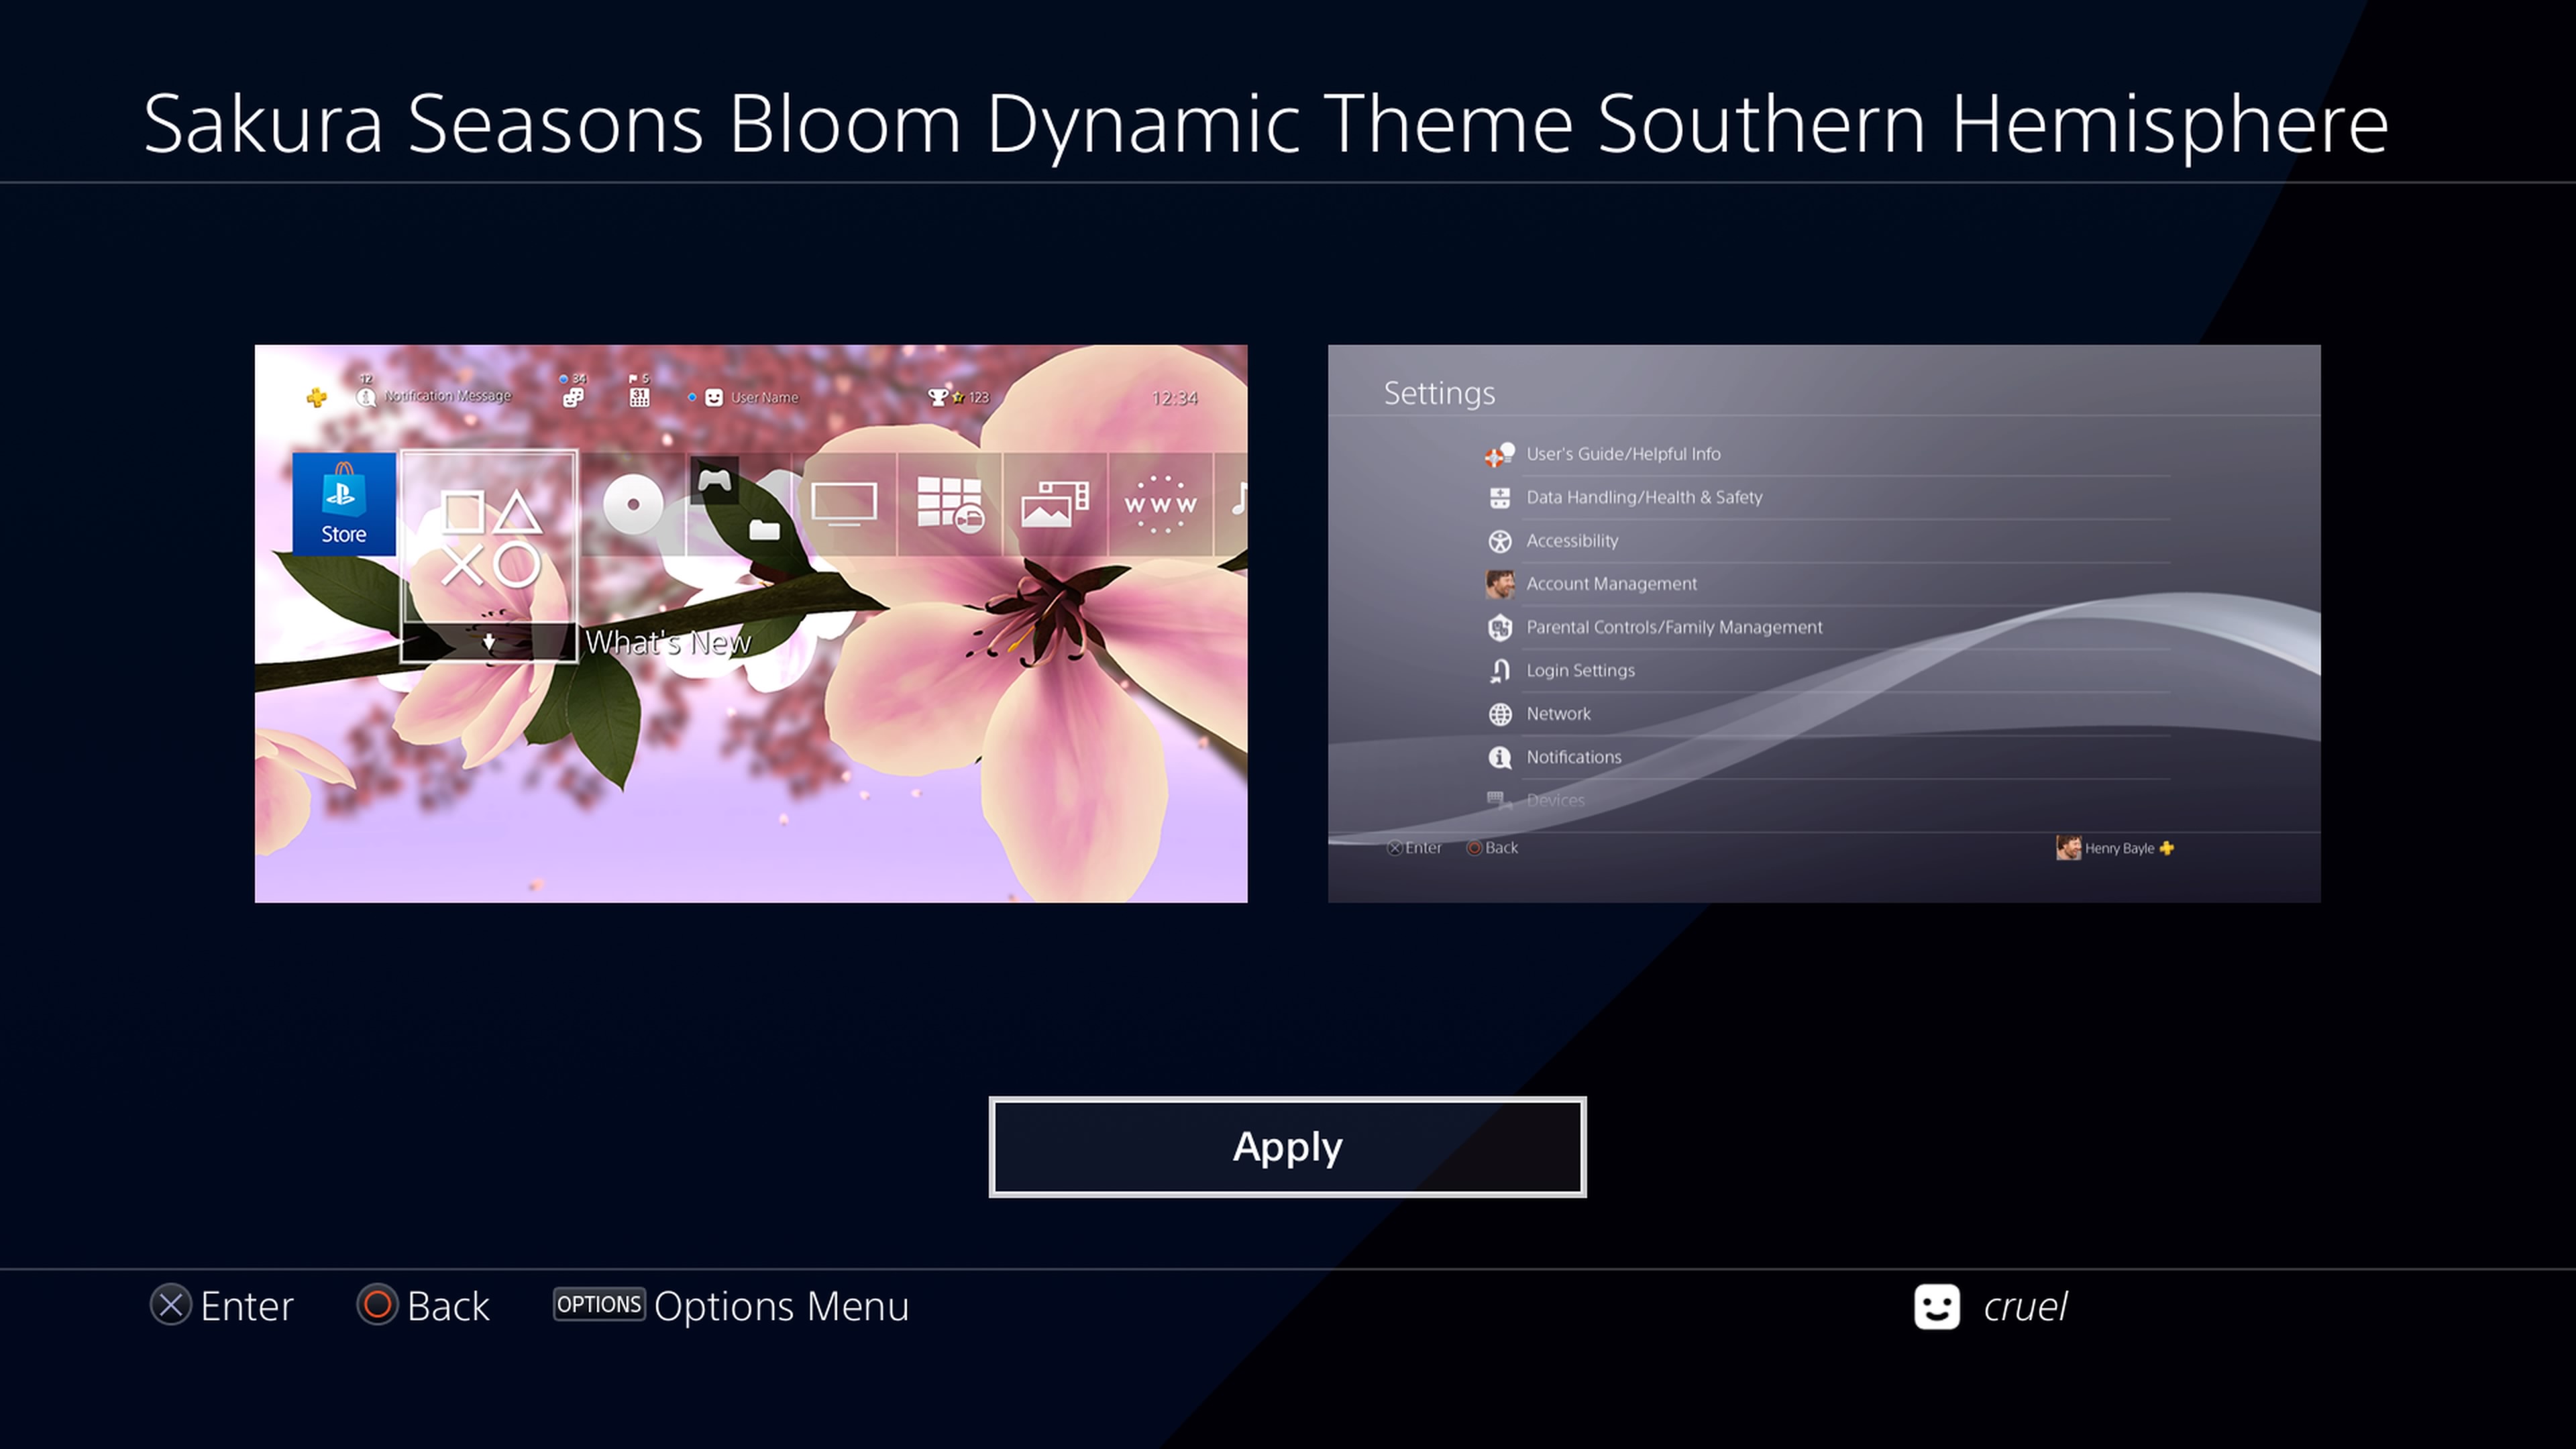 Sakura Seasons Bloom Dynamic Theme Southern Hemisphere
12
Notification Message
34
5
31
User Name
123
12:34
Store
WWW
What's New
Settings
User's Guide/Helpful Info
Data Handling/Health & Safety
Accessibility
Account Management
Parental Controls/Family Management
Login Settings
Network
Notifications
Devices
Enter Back
Henry Bayle
Apply
Enter Back OPTIONS Options Menu
cruel